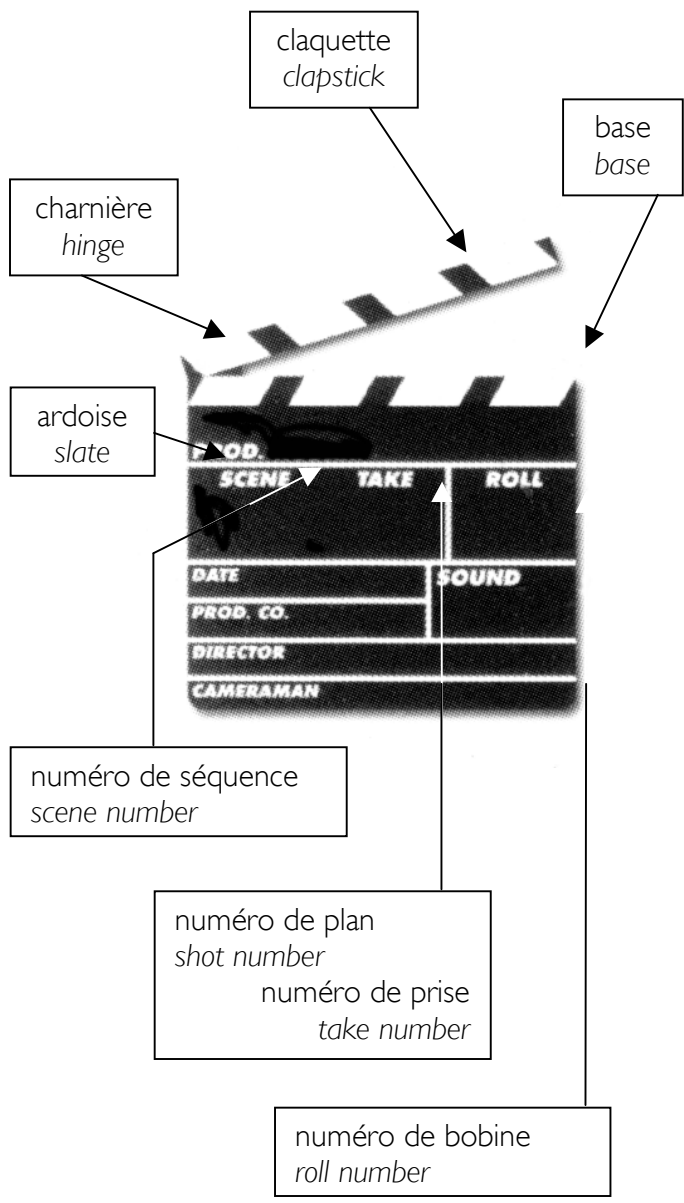 claquette
clapstick
base
base
charnière
hinge
ardoise
slate
PROD.
SCENE TAKE ROLL
DATE
SOUND
PROD. CO.
DIRECTOR
CAMERAMAN
numéro de séquence
scene number
numéro de plan
shot number
numéro de prise
take number
numéro de bobine
roll number